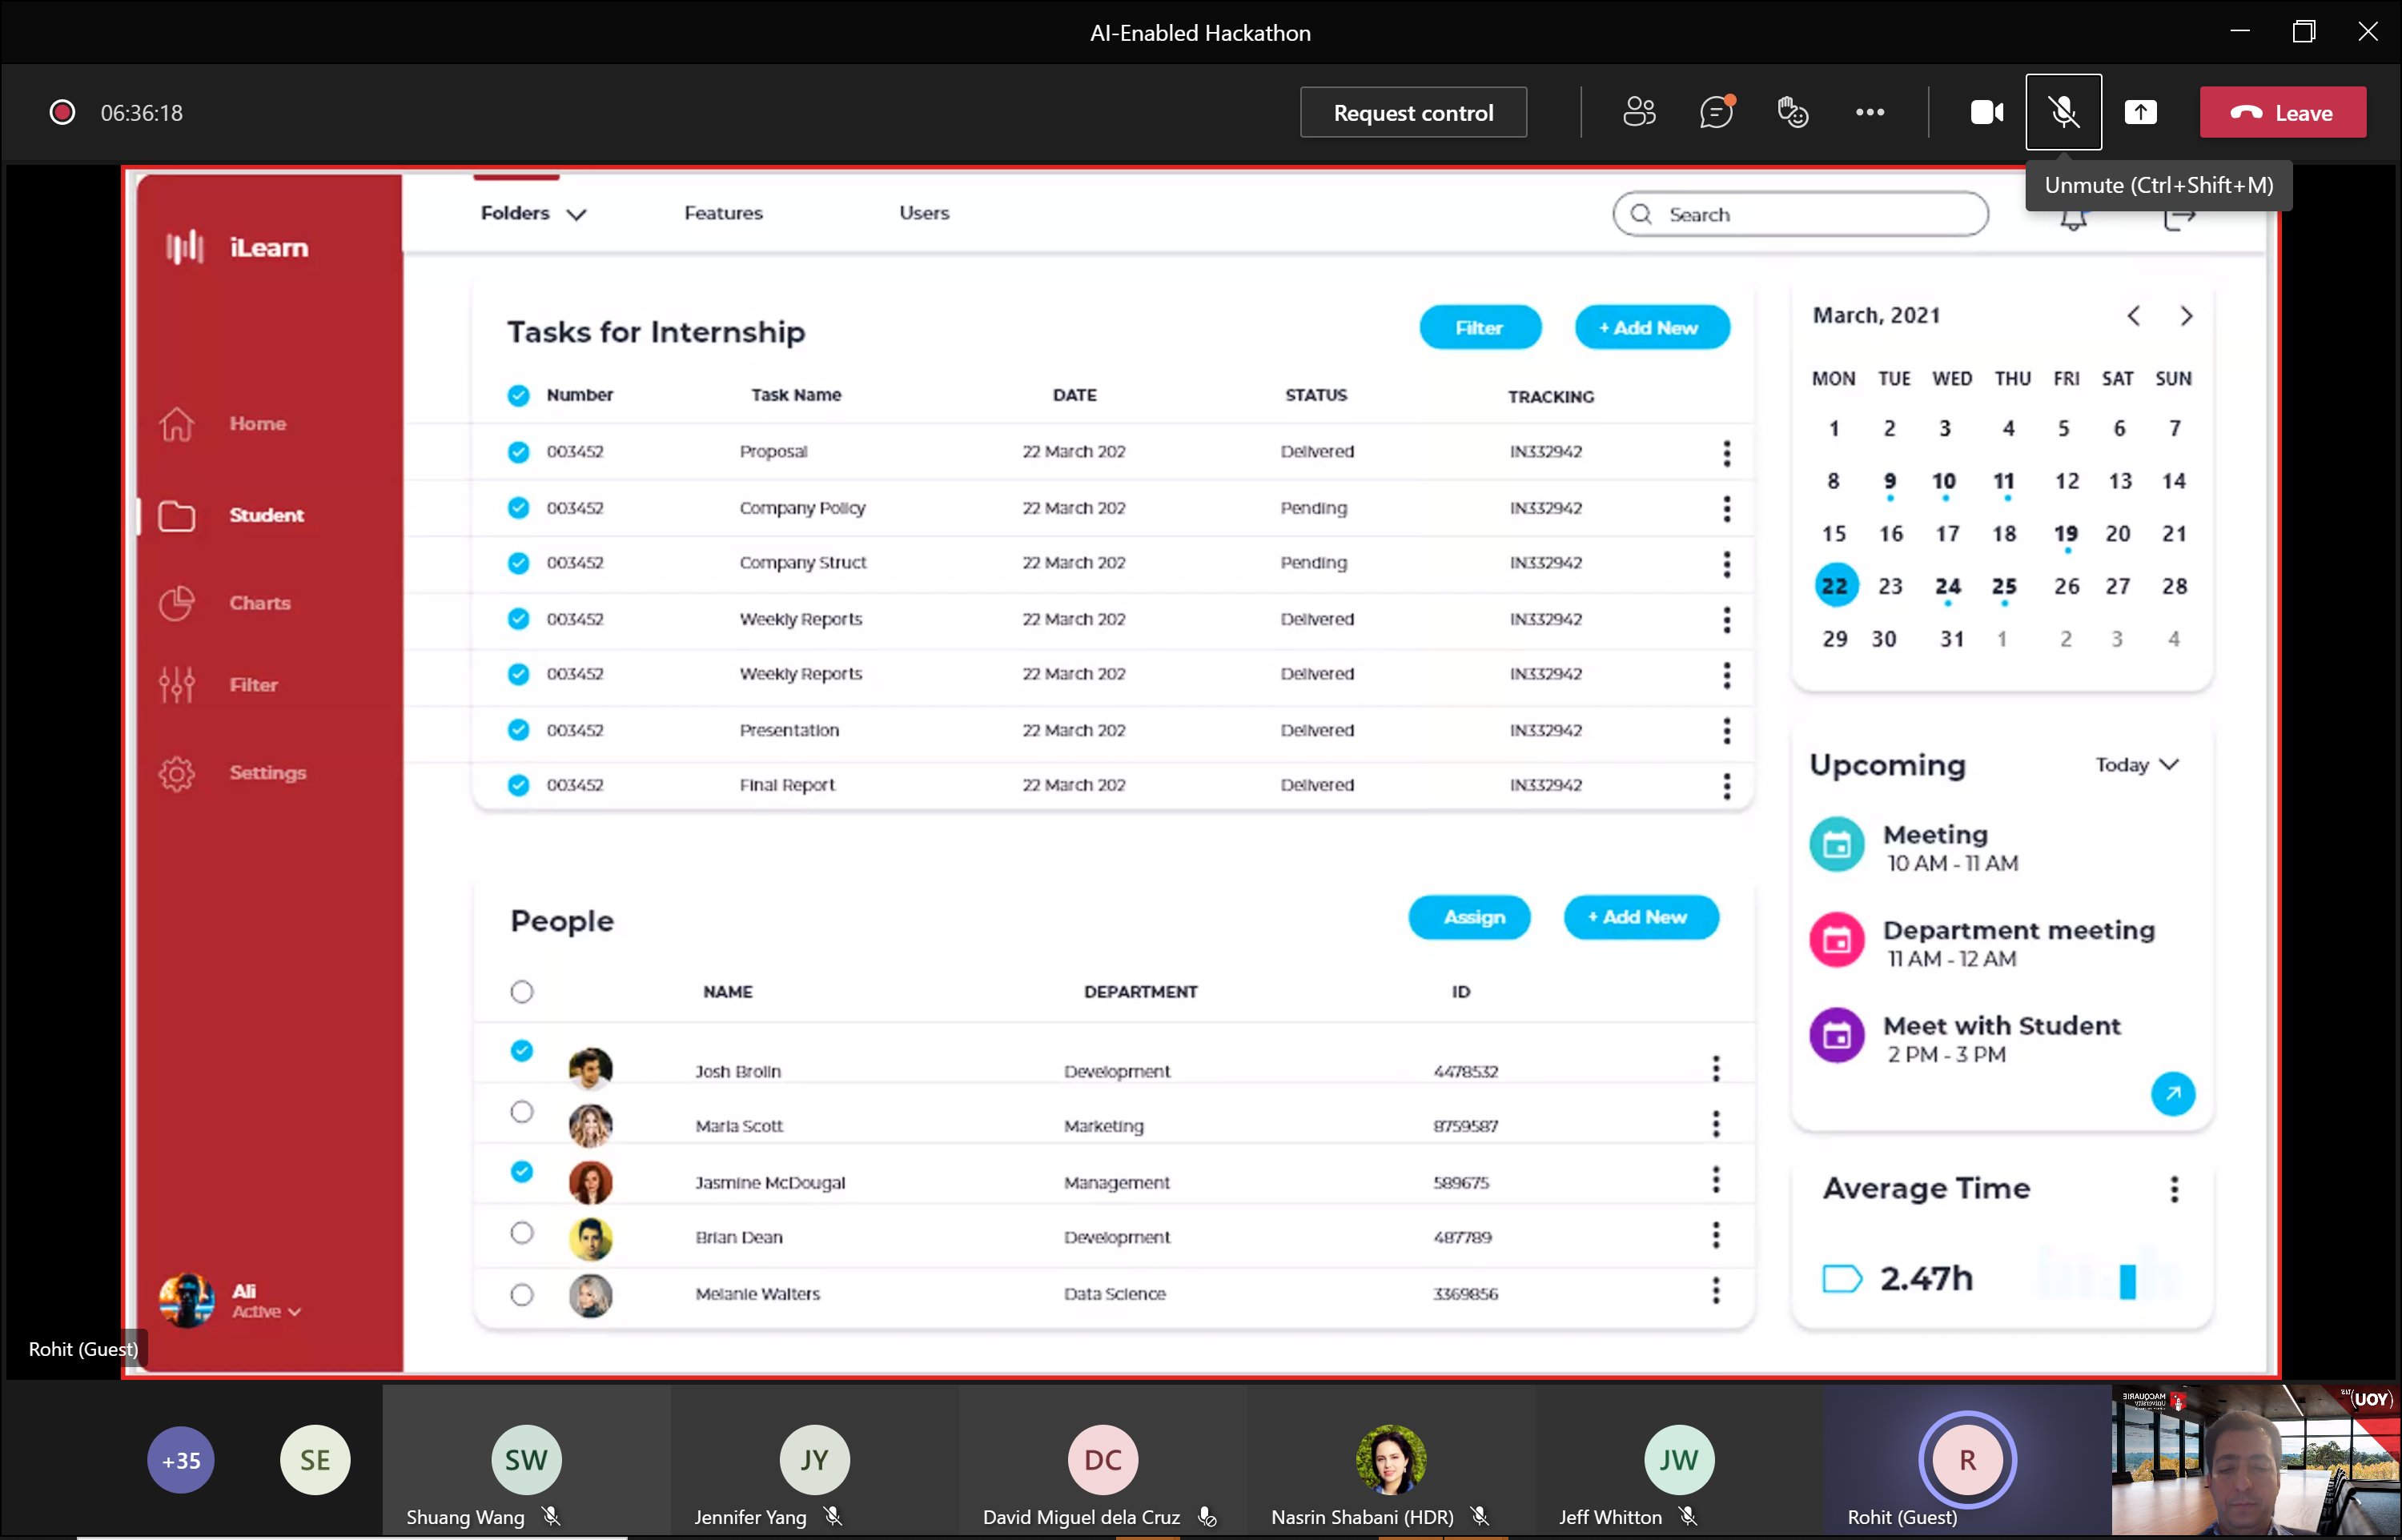 AI-Enabled Hackathon
06:36:18
Request control
Leave
Unmute (Ctrl+Shift+M)
iLearn
Folders
Features
Users
Search
Home
Student
Charts
Filter
Settings
Ali
Active
Tasks for Internship
Filter
+ Add New
Number Task Name DATE STATUS TRACKING
003452 Proposal 22 March 202 Delivered IN332942
003452 Company Policy 22 March 202 Pending IN332942
003452 Company Struct 22 March 202 Pending IN332942
003452 Weekly Reports 22 March 202 Delivered IN332942
003452 Weekly Reports 22 March 202 Delivered IN332942
003452 Presentation 22 March 202 Delivered IN332942
003452 Final Report 22 March 202 Delivered IN332942
People
Assign
+ Add New
NAME DEPARTMENT ID
Josh Brolin Development 4478532
Maria Scott Marketing 8759587
Jasmine McDougal Management 589675
Brian Dean Development 487789
Melanie Walters Data Science 3369856
March, 2021
MON TUE WED THU FRI SAT SUN
1 2 3 4 5 6 7
8 9 10 11 12 13 14
15 16 17 18 19 20 21
22 23 24 25 26 27 28
29 30 31 1 2 3 4
Upcoming
Today
Meeting
10 AM - 11 AM
Department meeting
11 AM - 12 AM
Meet with Student
2 PM - 3 PM
Average Time
2.47h
Rohit (Guest)
+35
SE
SW
Shuang Wang
JY
Jennifer Yang
DC
David Miguel dela Cruz
Nasrin Shabani (HDR)
JW
Jeff Whitton
R
Rohit (Guest)
MACQUARIE
University
YOU)